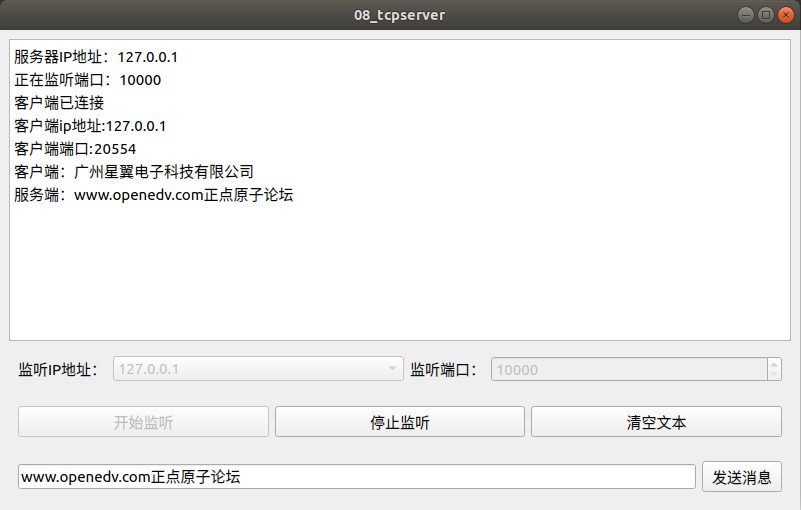 08_tcpserver
服务器IP地址：127.0.0.1
正在监听端口：10000
客户端已连接
客户端ip地址:127.0.0.1
客户端端口:20554
客户端：广州星翼电子科技有限公司
服务端：www.openedv.com正点原子论坛
监听IP地址： 127.0.0.1 监听端口： 10000
开始监听 停止监听 清空文本
www.openedv.com正点原子论坛 发送消息